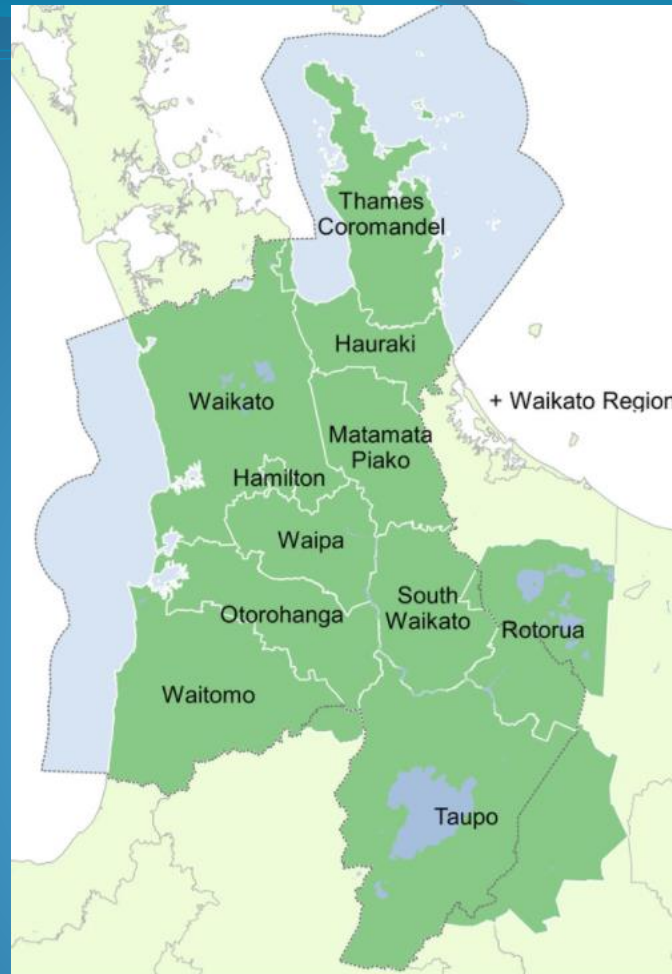 Thames
Coromandel
Hauraki
Waikato
+ Waikato Region
Matamata
Piako
Hamilton
Waipa
South
Waikato
Otorohanga
Rotorua
Waitomo
Taupo